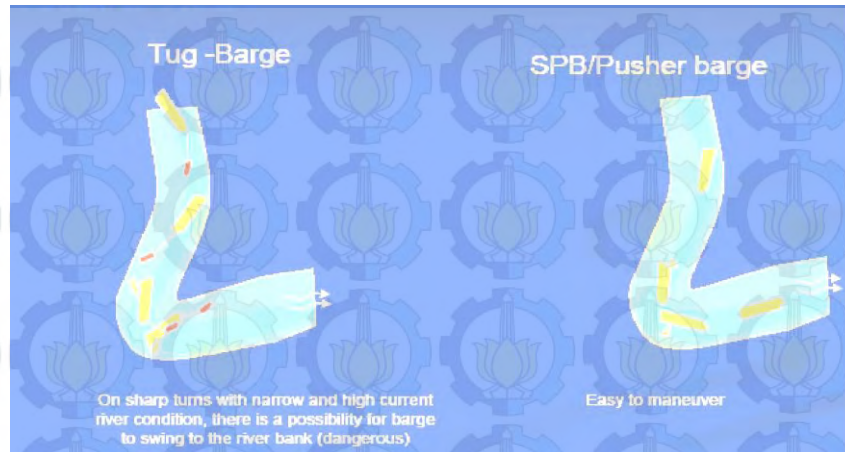 Tug -Barge
SPB/Pusher barge
On sharp turns with narrow and high current
river condition, there is a possibility for barge
to swing to the river bank (dangerous)
Easy to maneuver